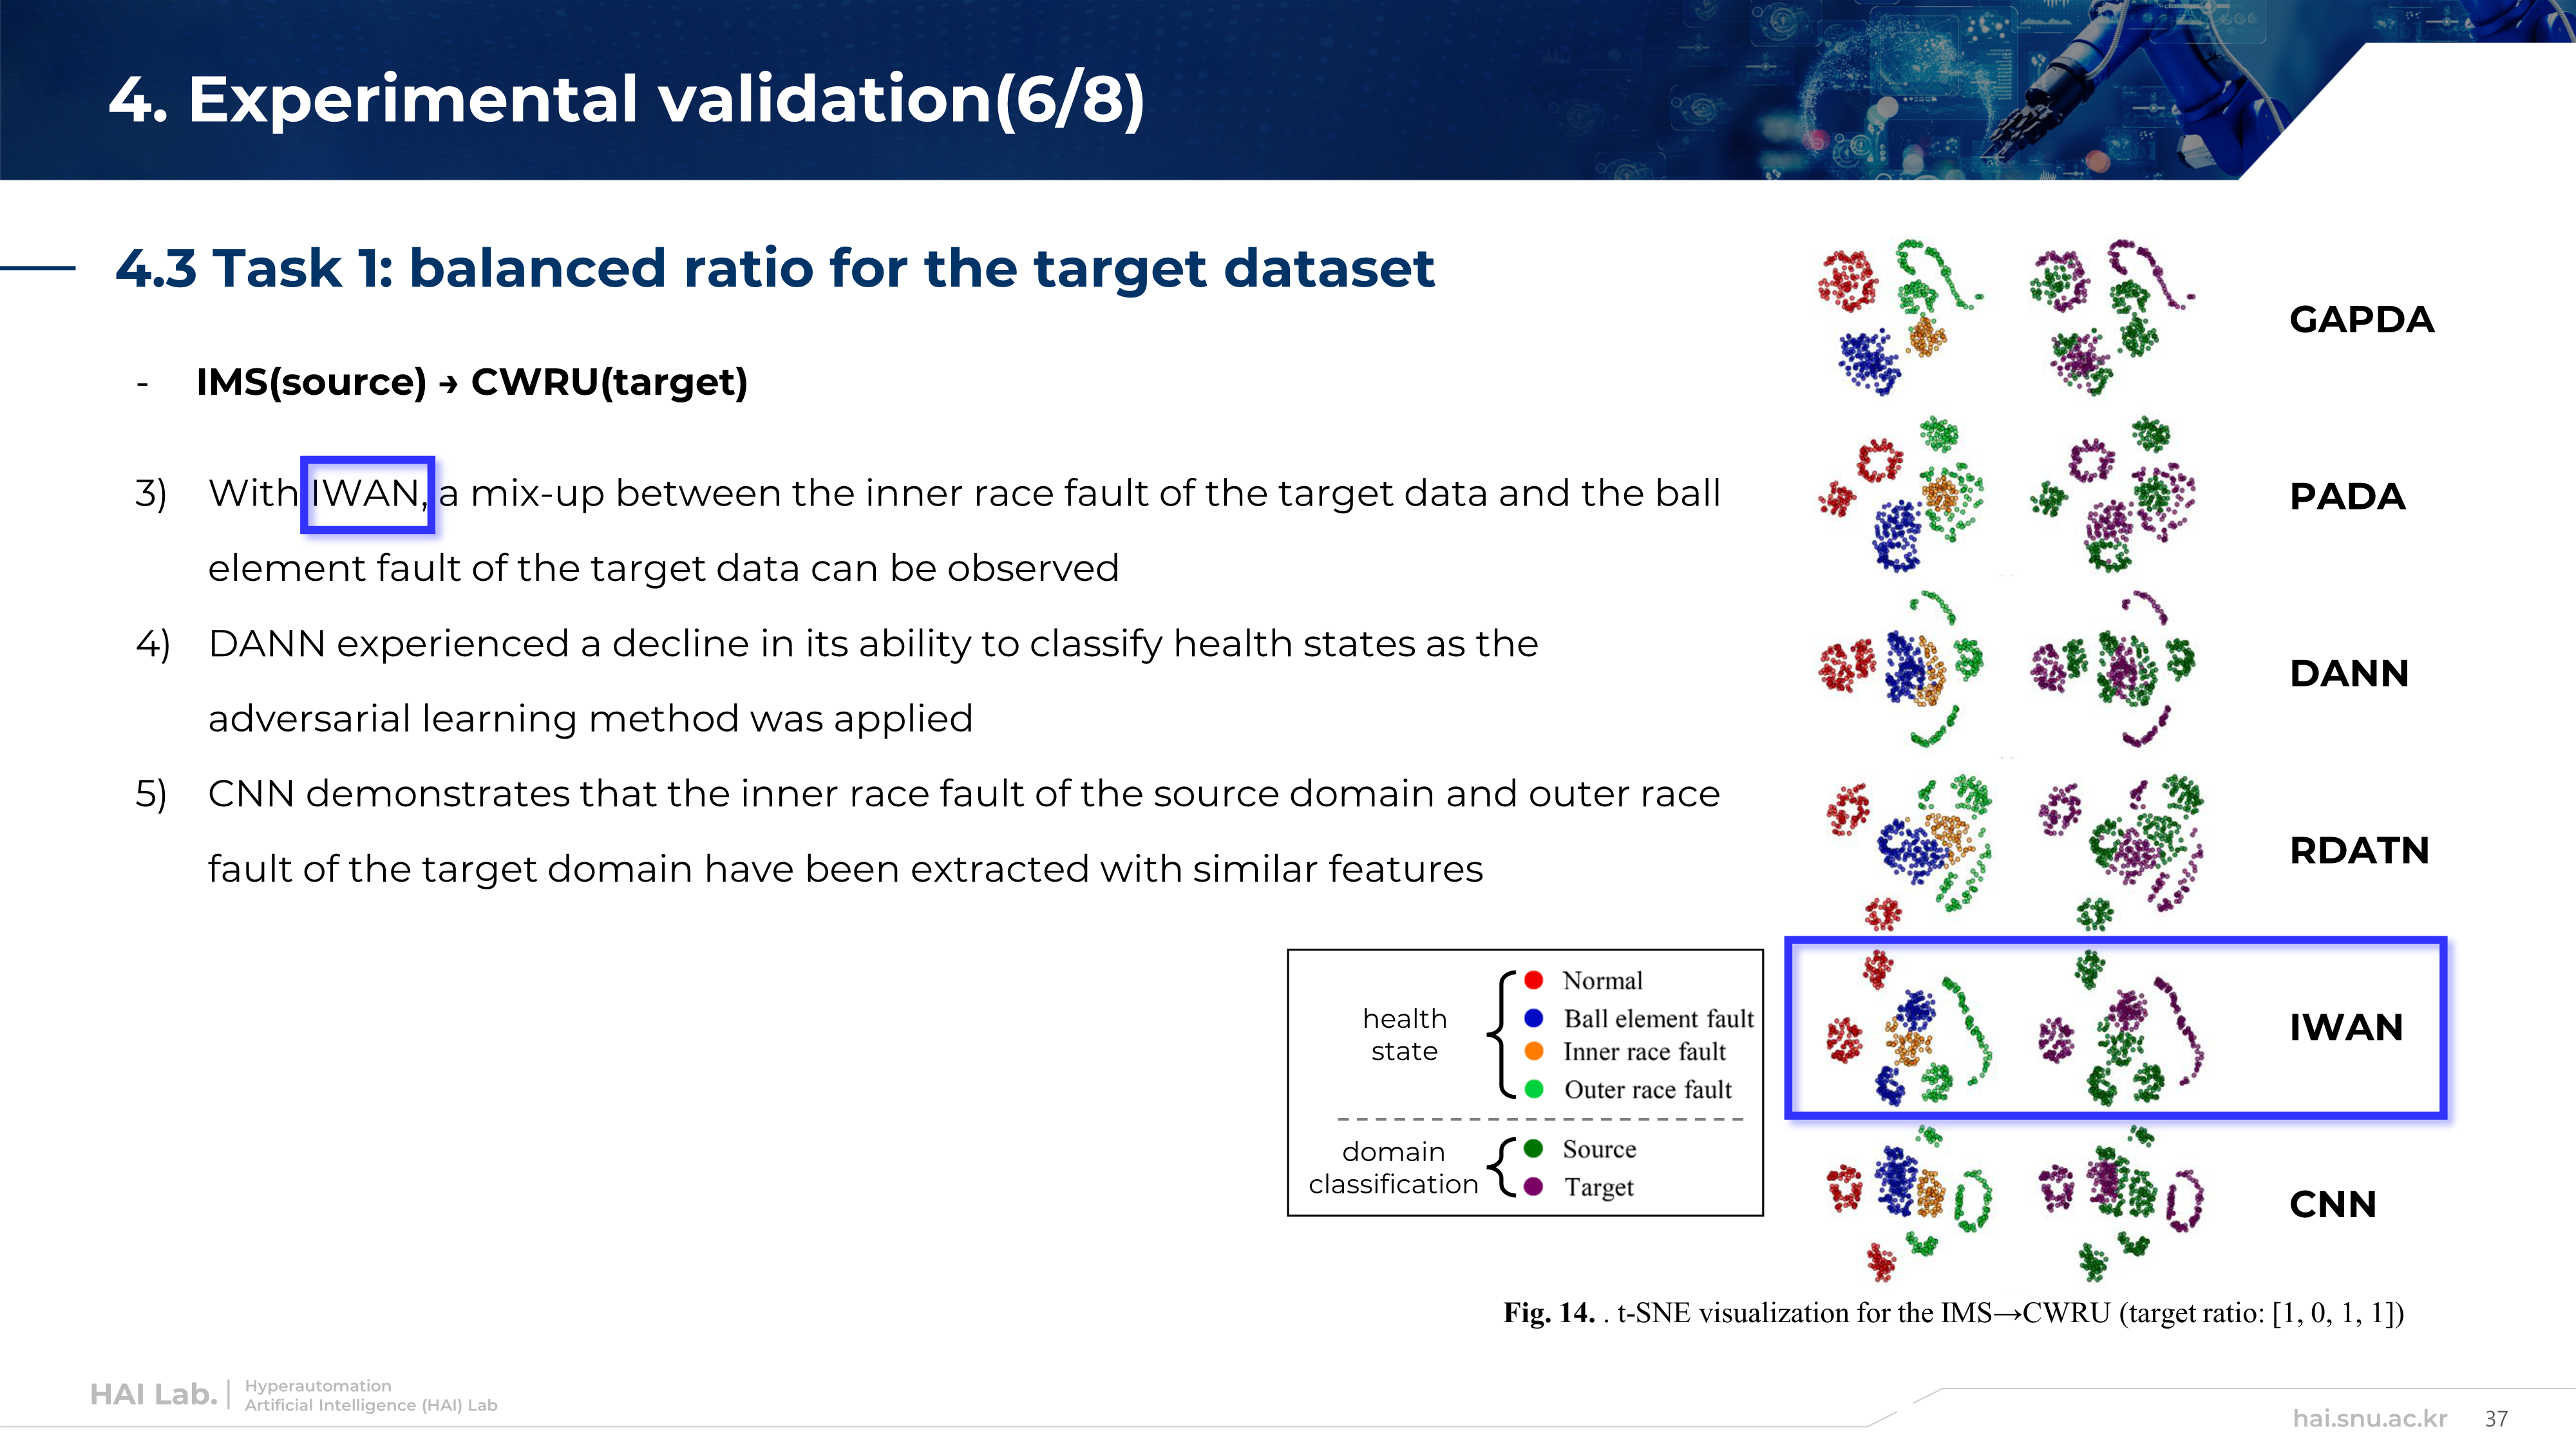 4. Experimental validation(6/8)
4.3 Task 1: balanced ratio for the target dataset
- IMS(source) → CWRU(target)
3) With IWAN, a mix-up between the inner race fault of the target data and the ball
element fault of the target data can be observed
4) DANN experienced a decline in its ability to classify health states as the
adversarial learning method was applied
5) CNN demonstrates that the inner race fault of the source domain and outer race
fault of the target domain have been extracted with similar features
GAPDA
PADA
DANN
RDATN
IWAN
CNN
health
state
Normal
Ball element fault
Inner race fault
Outer race fault
domain
classification
Source
Target
Fig. 14. . t-SNE visualization for the IMS→CWRU (target ratio: [1, 0, 1, 1])
HAI Lab.
Hyperautomation
Artificial Intelligence (HAI) Lab
hai.snu.ac.kr 37